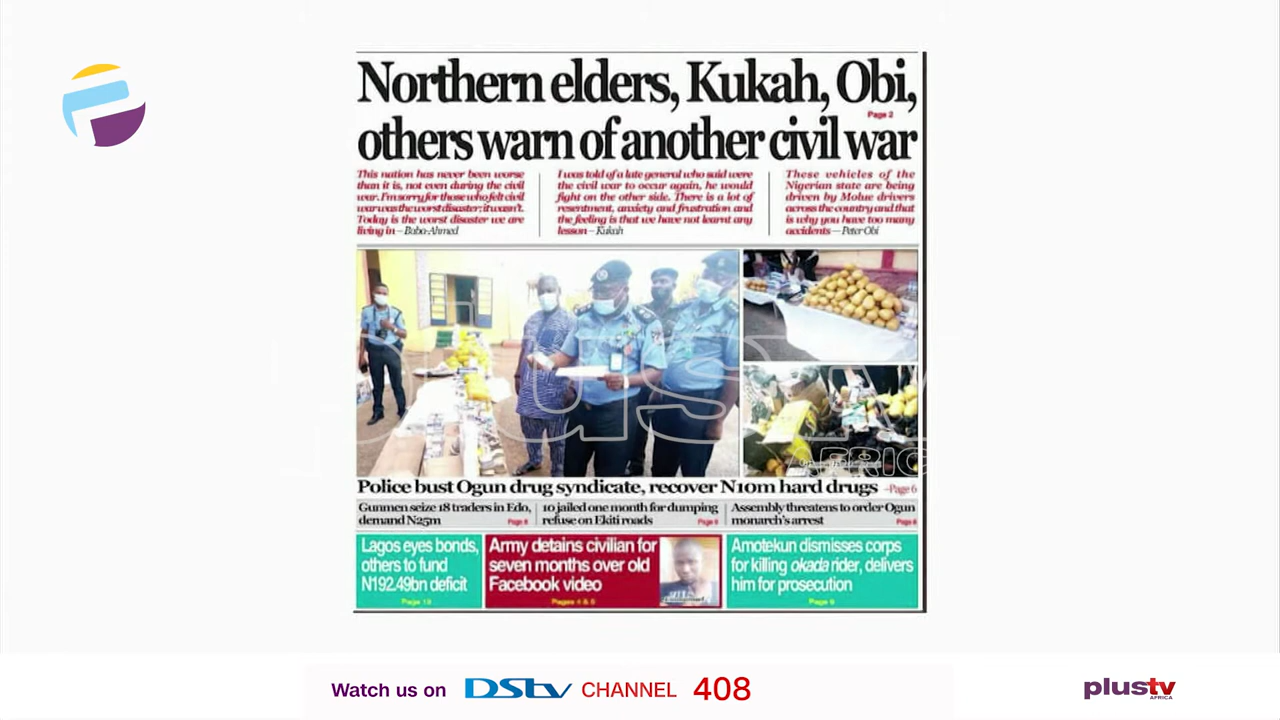 Northern elders, Kukah, Obi,
Page 2
others warn of another civil war
This nation has never been worse
than it is, not even during the civil
war. I'm sorry for those who felt civil
war was the worst disaster; it wasn't.
Today is the worst disaster we are
living in – Baba-Ahmed
I was told of a late general who said were
the civil war to occur again, he would
fight on the other side. There is a lot of
resentment, anxiety and frustration and
the feeling is that we have not learnt any
lesson – Kukah
These vehicles of the
Nigerian state are being
driven by Molue drivers
across the country and that
is why you have too many
accidents — Peter Obi
plustv
AFRICA
Police bust Ogun drug syndicate, recover N10m hard drugs –Page 6
Gunmen seize 18 traders in Edo,
demand N25m
10 jailed one month for dumping
refuse on Ekiti roads
Assembly threatens to order Ogun
monarch's arrest
Lagos eyes bonds,
others to fund
N192.49bn deficit
Army detains civilian for
seven months over old
Facebook video
Pages 4 & 5
Amotekun dismisses corps
for killing okada rider, delivers
him for prosecution
Watch us on DStv CHANNEL 408
plustv
AFRICA